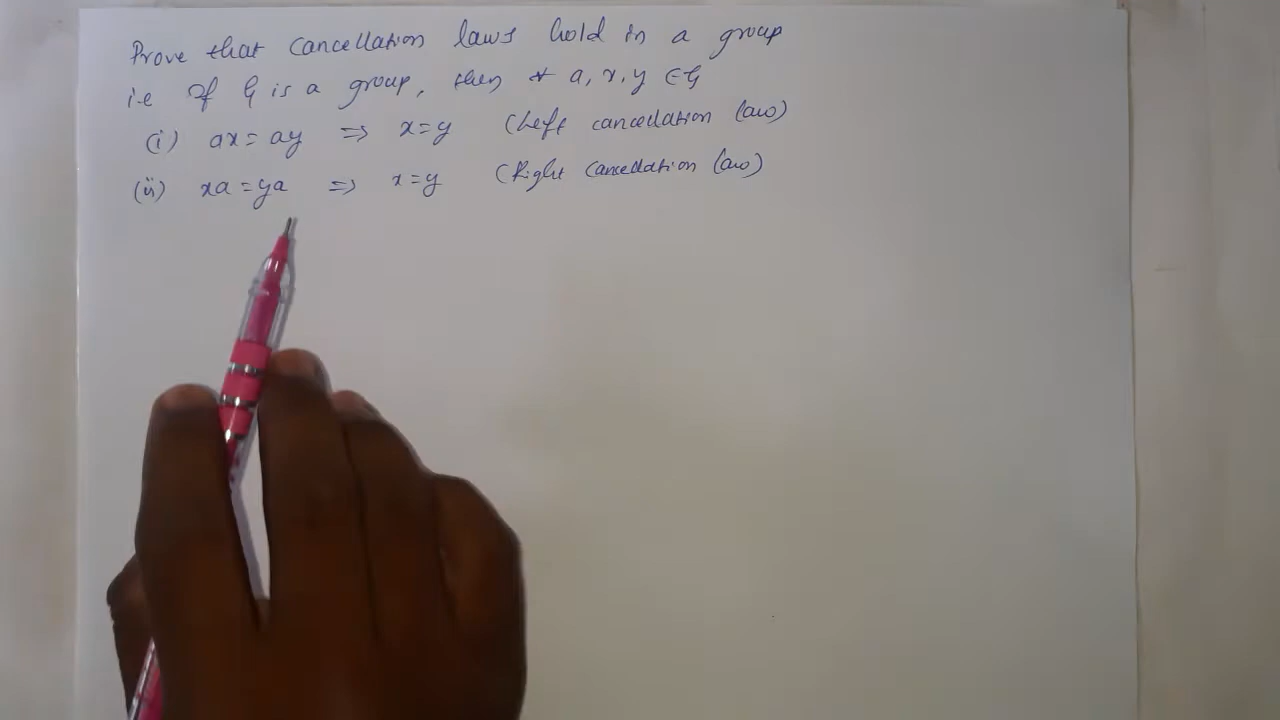 Prove that cancellation laws hold in a group
i.e If G is a group, then ∀ a, x, y ∈ G
(i) ax = ay ⇒ x = y (Left cancellation law)
(ii) xa = ya ⇒ x = y (Right cancellation law)